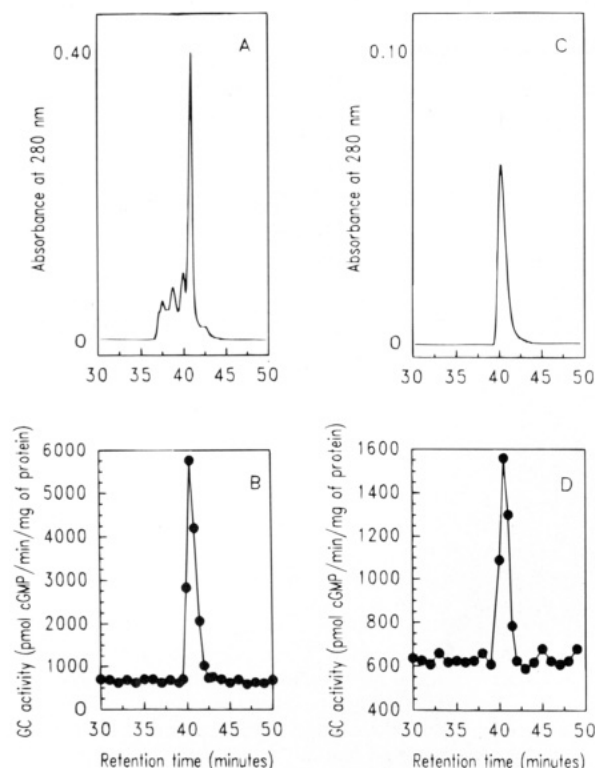 A
0.40
Absorbance at 280 nm
0
30 35 40 45 50
C
0.10
Absorbance at 280 nm
0
30 35 40 45 50
B
6000
5000
4000
3000
2000
1000
0
GC activity (pmol cGMP/min/mg of protein)
30 35 40 45 50
Retention time (minutes)
D
1600
1400
1200
1000
800
600
400
GC activity (pmol cGMP/min/mg of protein)
30 35 40 45 50
Retention time (minutes)